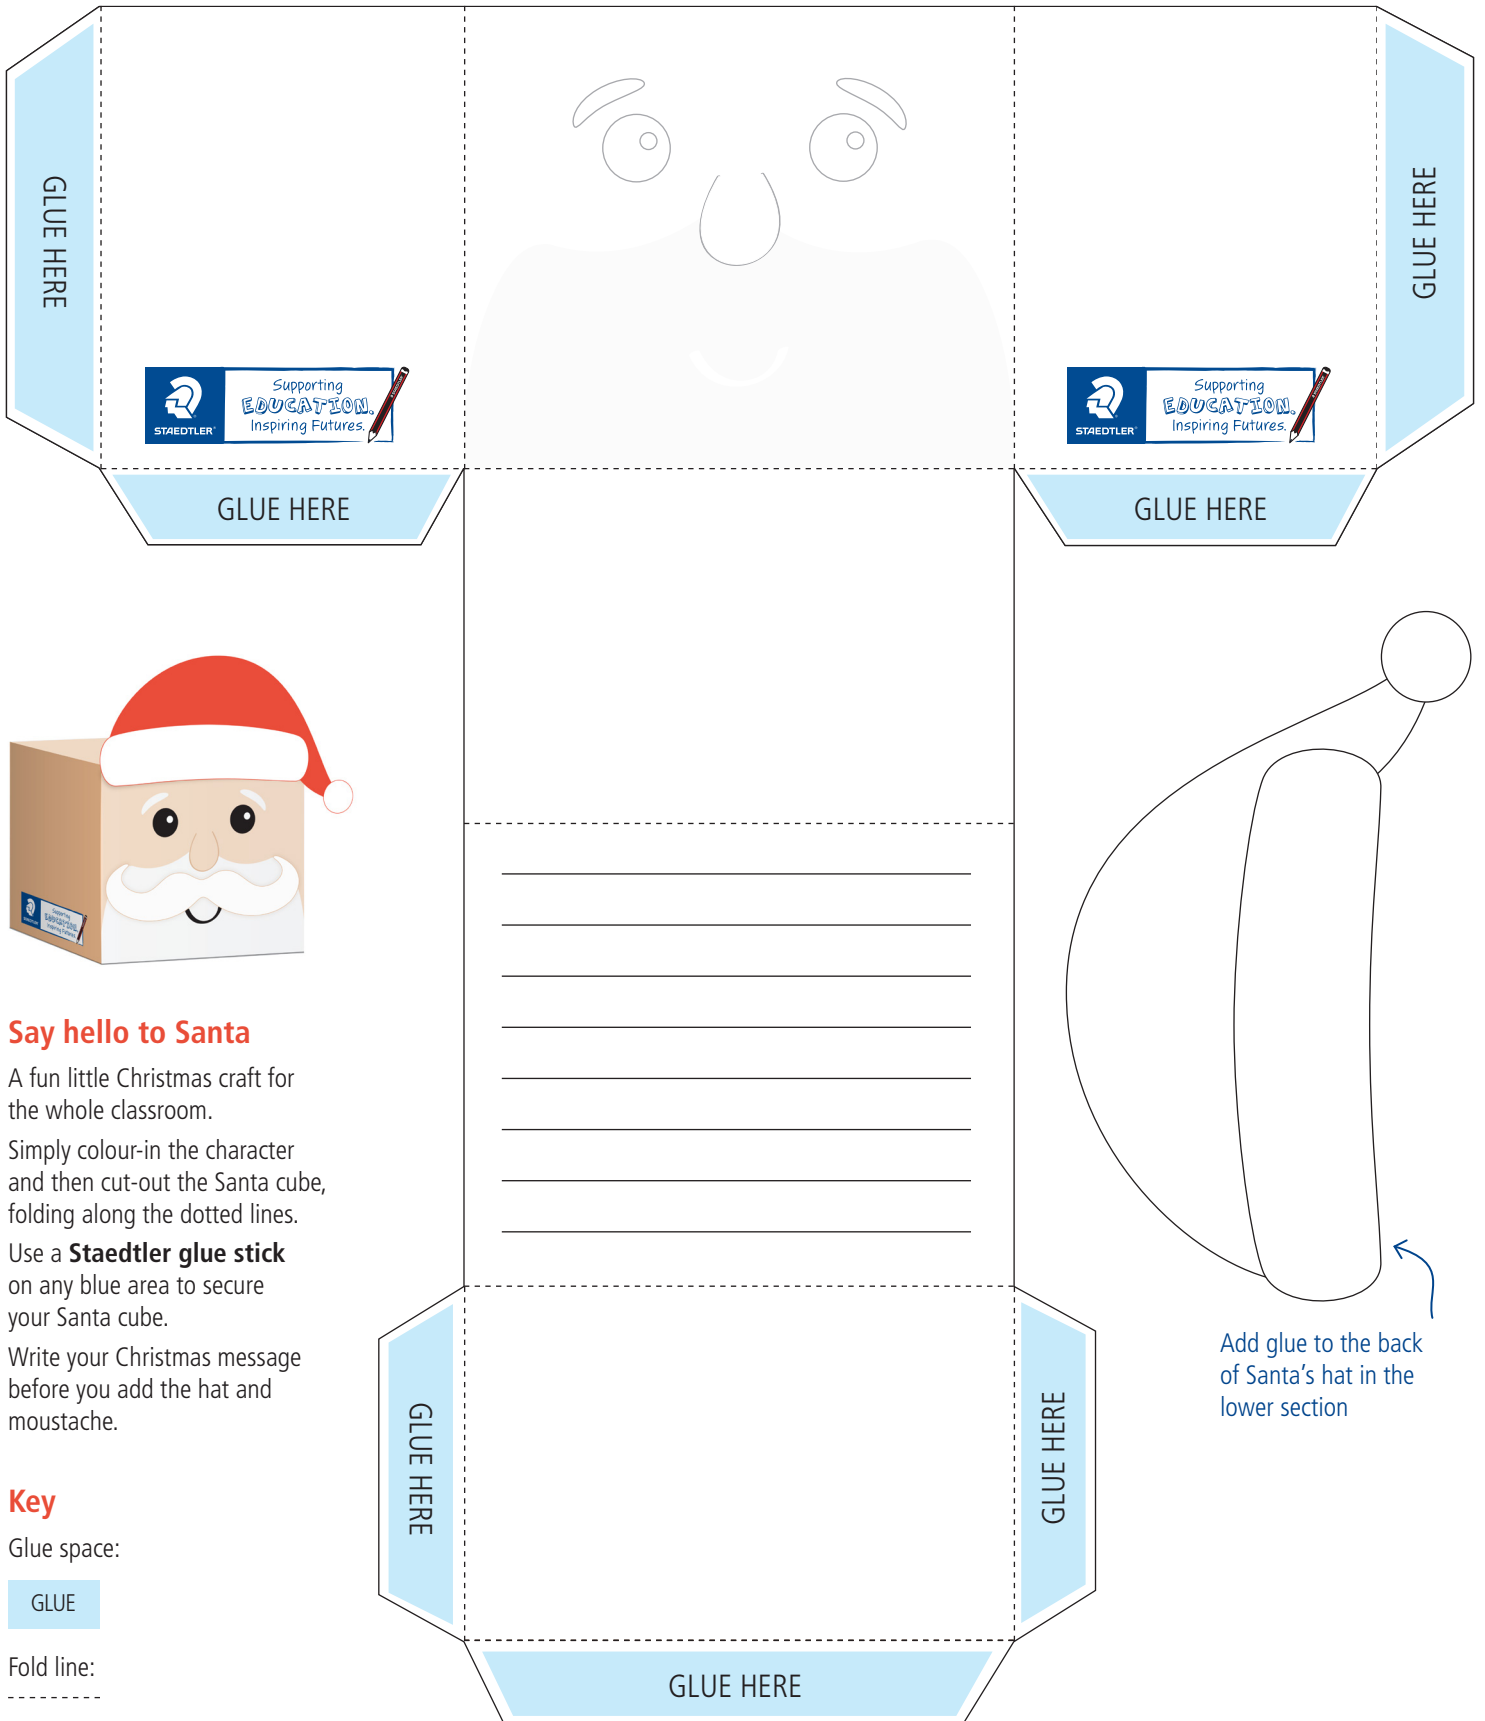 GLUE HERE
GLUE HERE
STAEDTLER
Supporting
EDUCATION.
Inspiring Futures.
STAEDTLER
Supporting
EDUCATION.
Inspiring Futures.
GLUE HERE
GLUE HERE
STAEDTLER
Supporting
EDUCATION.
Inspiring Futures.
Say hello to Santa
A fun little Christmas craft for
the whole classroom.
Simply colour-in the character
and then cut-out the Santa cube,
folding along the dotted lines.
Use a Staedtler glue stick
on any blue area to secure
your Santa cube.
Write your Christmas message
before you add the hat and
moustache.
Key
Glue space:
GLUE
Fold line:
GLUE HERE
GLUE HERE
GLUE HERE
Add glue to the back
of Santa's hat in the
lower section